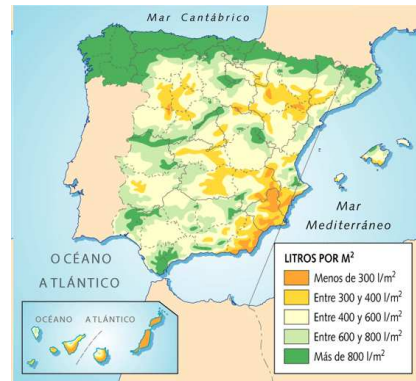 Mar Cantábrico
Mar
Mediterráneo
OCÉANO
ATLÁNTICO
LITROS POR M²
Menos de 300 l/m²
Entre 300 y 400 l/m²
Entre 400 y 600 l/m²
Entre 600 y 800 l/m²
Más de 800 l/m²
OCÉANO ATLÁNTICO